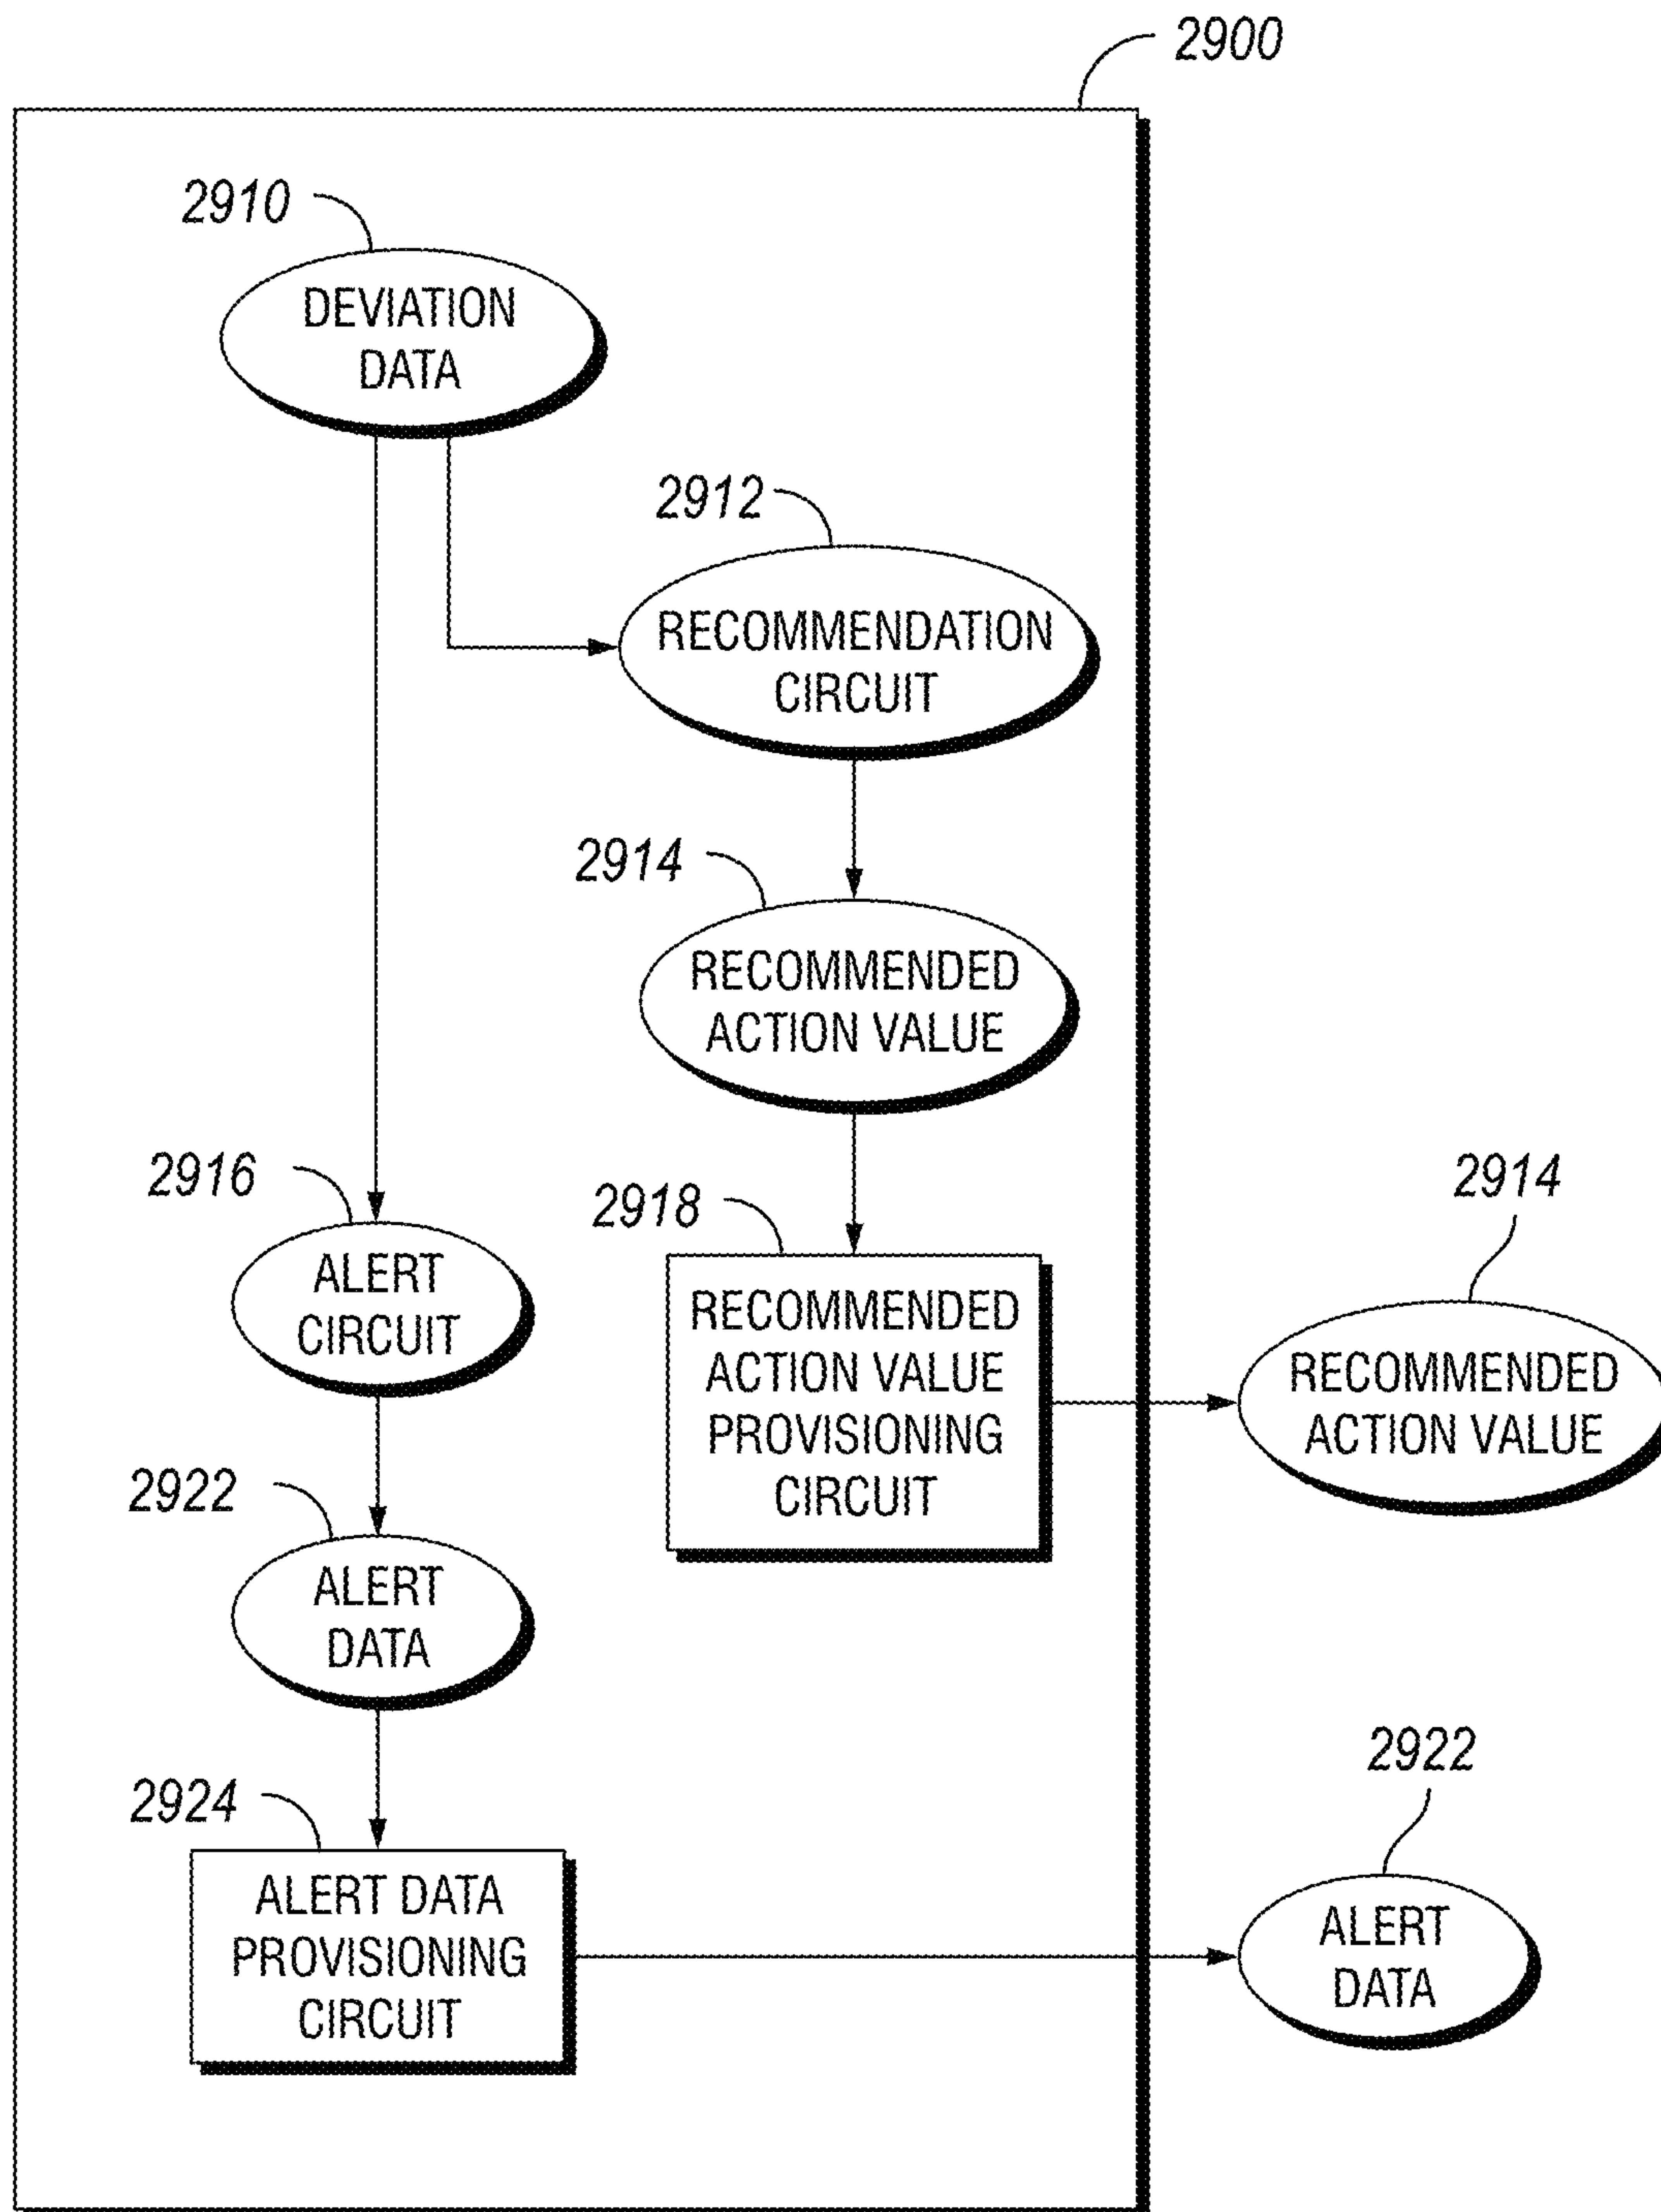 2900
2910
DEVIATION
DATA
2912
RECOMMENDATION
CIRCUIT
2914
RECOMMENDED
ACTION VALUE
2916
ALERT
CIRCUIT
2918
RECOMMENDED
ACTION VALUE
PROVISIONING
CIRCUIT
2914
RECOMMENDED
ACTION VALUE
2922
ALERT
DATA
2924
ALERT DATA
PROVISIONING
CIRCUIT
2922
ALERT
DATA